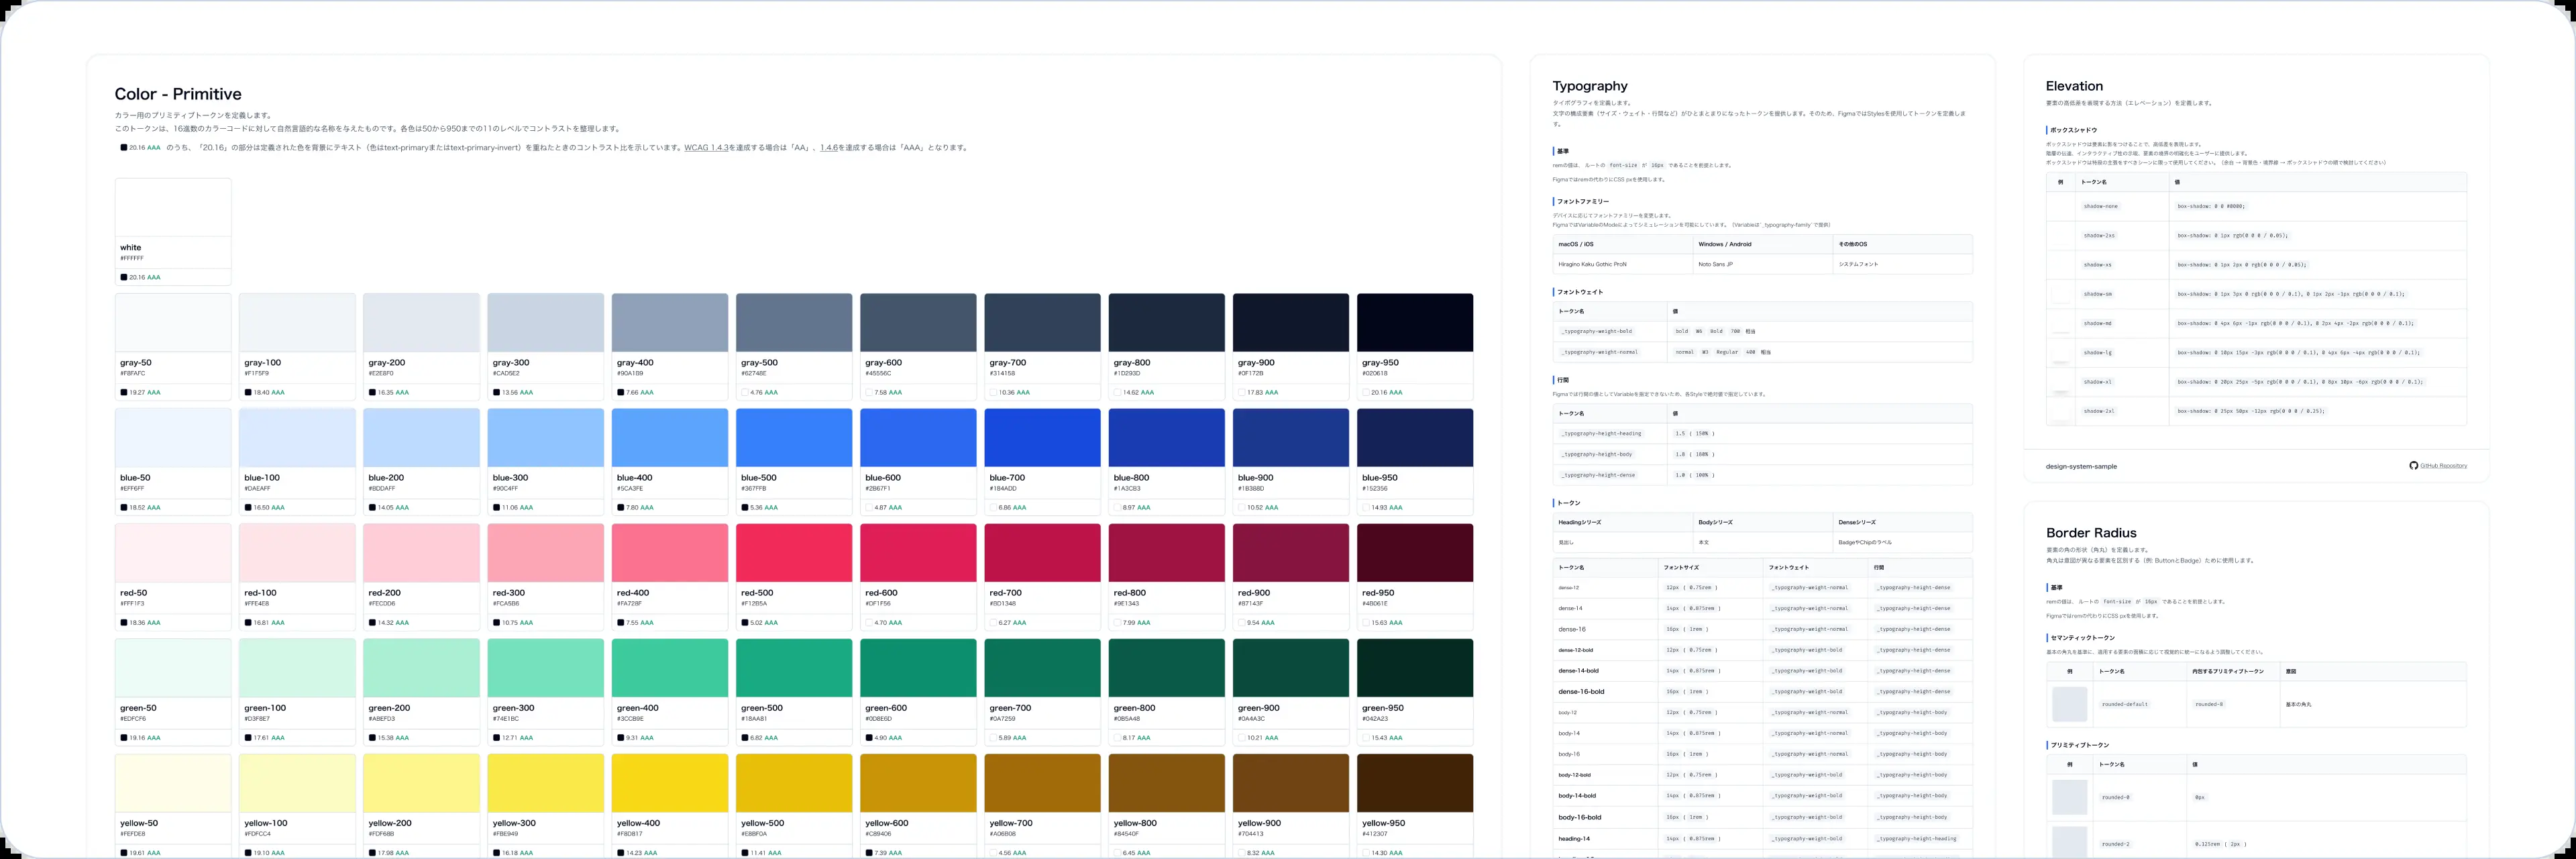 Color - Primitive
カラー用のプリミティブトークンを定義します。
このトークンは、16進数のカラーコードに対して自然言語的な名称を与えたものです。各色は50から950までの11のレベルでコントラストを整理します。
20.16 AAA のうち、「20.16」の部分は定義された色を背景にテキスト（色はtext-primaryまたはtext-primary-invert）を重ねたときのコントラスト比を示しています。WCAG 1.4.3を達成する場合は「AA」、1.4.6を達成する場合は「AAA」となります。
white
#FFFFFF
20.16 AAA
gray-50 gray-100 gray-200 gray-300 gray-400 gray-500 gray-600 gray-700 gray-800 gray-900 gray-950
#F8FAFC #F1F5F9 #E2E8F0 #CAD5E2 #90A1B9 #62748E #45556C #314158 #1D293D #0F172B #020618
19.27 AAA 18.40 AAA 16.35 AAA 13.56 AAA 7.66 AAA 4.76 AAA 7.58 AAA 10.36 AAA 14.62 AAA 17.83 AAA 20.16 AAA
blue-50 blue-100 blue-200 blue-300 blue-400 blue-500 blue-600 blue-700 blue-800 blue-900 blue-950
#EFF6FF #DAEAFF #BDDAFF #90C4FF #5CA3FE #367FFB #2B67F1 #184ADD #1A3CB3 #1B388D #152356
18.52 AAA 16.50 AAA 14.05 AAA 11.06 AAA 7.80 AAA 5.36 AAA 4.87 AAA 6.86 AAA 8.97 AAA 10.52 AAA 14.93 AAA
red-50 red-100 red-200 red-300 red-400 red-500 red-600 red-700 red-800 red-900 red-950
#FFF1F3 #FFE4E8 #FECDD6 #FCA5B6 #FA728F #F12B5A #DF1F56 #BD1348 #9E1343 #87143F #4B061E
18.36 AAA 16.81 AAA 14.32 AAA 10.75 AAA 7.55 AAA 5.02 AAA 4.70 AAA 6.27 AAA 7.99 AAA 9.54 AAA 15.63 AAA
green-50 green-100 green-200 green-300 green-400 green-500 green-600 green-700 green-800 green-900 green-950
#EDFCF6 #D3F8E7 #ABEFD3 #74E1BC #3CCB9E #18AA81 #0D8E6D #0A7259 #0B5A48 #0A4A3C #042A23
19.16 AAA 17.61 AAA 15.38 AAA 12.71 AAA 9.31 AAA 6.82 AAA 4.90 AAA 5.89 AAA 8.17 AAA 10.21 AAA 15.43 AAA
yellow-50 yellow-100 yellow-200 yellow-300 yellow-400 yellow-500 yellow-600 yellow-700 yellow-800 yellow-900 yellow-950
#FEFDE8 #FDFCC4 #FDF68B #FBE949 #F8D817 #E8BF0A #C89406 #A06B08 #84540F #704413 #412307
19.61 AAA 19.10 AAA 17.98 AAA 16.18 AAA 14.23 AAA 11.41 AAA 7.39 AAA 4.56 AAA 6.45 AAA 8.32 AAA 14.30 AAA
Typography
タイポグラフィを定義します。
文字の構成要素（サイズ・ウェイト・行間など）がひとまとまりになったトークンを提供します。そのため、FigmaではStylesを使用してトークンを定義しま
す。
基準
remの値は、 ルートの font-size が 16px であることを前提とします。
Figmaではremの代わりにCSS pxを使用します。
フォントファミリー
デバイスに応じてフォントファミリーを変更します。
FigmaではVariableのModeによってシミュレーションを可能にしています。（Variableは`_typography-family`で提供）
macOS / iOS Windows / Android その他のOS
Hiragino Kaku Gothic ProN Noto Sans JP システムフォント
フォントウェイト
トークン名 値
_typography-weight-bold bold W6 Bold 700 相当
_typography-weight-normal normal W3 Regular 400 相当
行間
Figmaでは行間の値としてVariableを指定できないため、各Styleで絶対値で指定しています。
トークン名 値
_typography-height-heading 1.5 ( 150% )
_typography-height-body 1.8 ( 180% )
_typography-height-dense 1.0 ( 100% )
トークン
Headingシリーズ Bodyシリーズ Denseシリーズ
見出し 本文 BadgeやChipのラベル
トークン名 フォントサイズ フォントウェイト 行間
dense-12 12px ( 0.75rem ) _typography-weight-normal _typography-height-dense
dense-14 14px ( 0.875rem ) _typography-weight-normal _typography-height-dense
dense-16 16px ( 1rem ) _typography-weight-normal _typography-height-dense
dense-12-bold 12px ( 0.75rem ) _typography-weight-bold _typography-height-dense
dense-14-bold 14px ( 0.875rem ) _typography-weight-bold _typography-height-dense
dense-16-bold 16px ( 1rem ) _typography-weight-bold _typography-height-dense
body-12 12px ( 0.75rem ) _typography-weight-normal _typography-height-body
body-14 14px ( 0.875rem ) _typography-weight-normal _typography-height-body
body-16 16px ( 1rem ) _typography-weight-normal _typography-height-body
body-12-bold 12px ( 0.75rem ) _typography-weight-bold _typography-height-body
body-14-bold 14px ( 0.875rem ) _typography-weight-bold _typography-height-body
body-16-bold 16px ( 1rem ) _typography-weight-bold _typography-height-body
heading-14 14px ( 0.875rem ) _typography-weight-bold _typography-height-heading
Elevation
要素の高低差を表現する方法（エレベーション）を定義します。
ボックスシャドウ
ボックスシャドウは要素に影をつけることで、高低差を表現します。
階層の伝達、インタラクティブ性の示唆、要素の境界の明確化をユーザーに提供します。
ボックスシャドウは特段の主張をすべきシーンに限って使用してください。（余白 → 背景色・境界線 → ボックスシャドウの順で検討してください）
例 トークン名 値
shadow-none box-shadow: 0 0 #0000;
shadow-2xs box-shadow: 0 1px rgb(0 0 0 / 0.05);
shadow-xs box-shadow: 0 1px 2px 0 rgb(0 0 0 / 0.05);
shadow-sm box-shadow: 0 1px 3px 0 rgb(0 0 0 / 0.1), 0 1px 2px -1px rgb(0 0 0 / 0.1);
shadow-md box-shadow: 0 4px 6px -1px rgb(0 0 0 / 0.1), 0 2px 4px -2px rgb(0 0 0 / 0.1);
shadow-lg box-shadow: 0 10px 15px -3px rgb(0 0 0 / 0.1), 0 4px 6px -4px rgb(0 0 0 / 0.1);
shadow-xl box-shadow: 0 20px 25px -5px rgb(0 0 0 / 0.1), 0 8px 10px -6px rgb(0 0 0 / 0.1);
shadow-2xl box-shadow: 0 25px 50px -12px rgb(0 0 0 / 0.25);
design-system-sample GitHub Repository
Border Radius
要素の角の形状（角丸）を定義します。
角丸は意図が異なる要素を区別する（例: ButtonとBadge）ために使用します。
基準
remの値は、 ルートの font-size が 16px であることを前提とします。
Figmaではremの代わりにCSS pxを使用します。
セマンティックトークン
基本の角丸を基準に、適用する要素の面積に応じて視覚的に統一になるよう調整してください。
例 トークン名 内包するプリミティブトークン 意図
rounded-default rounded-8 基本の角丸
プリミティブトークン
例 トークン名 値
rounded-0 0px
rounded-2 0.125rem ( 2px )